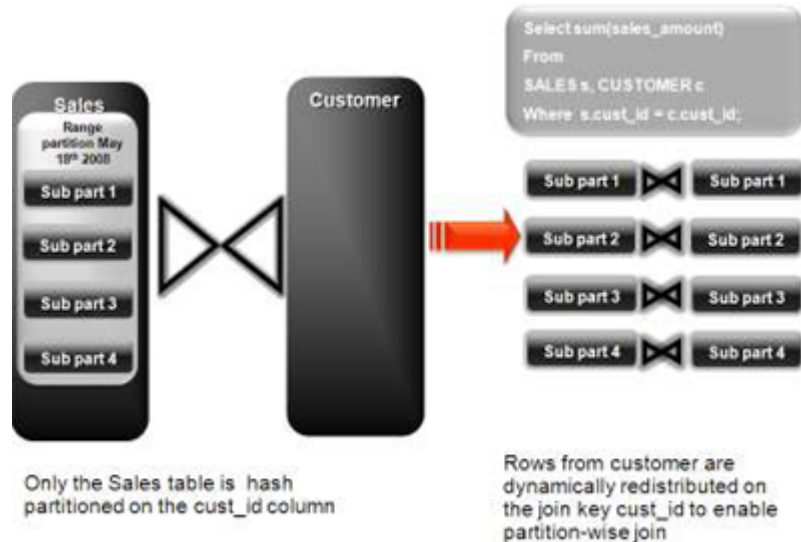 Sales
Range
partition May
18th 2008
Sub part 1
Sub part 2
Sub part 3
Sub part 4
Customer
Select sum(sales_amount)
From
SALES s, CUSTOMER c
Where s.cust_id = c.cust_id;
Sub part 1 Sub part 1
Sub part 2 Sub part 2
Sub part 3 Sub part 3
Sub part 4 Sub part 4
Only the Sales table is hash
partitioned on the cust_id column
Rows from customer are
dynamically redistributed on
the join key cust_id to enable
partition-wise join